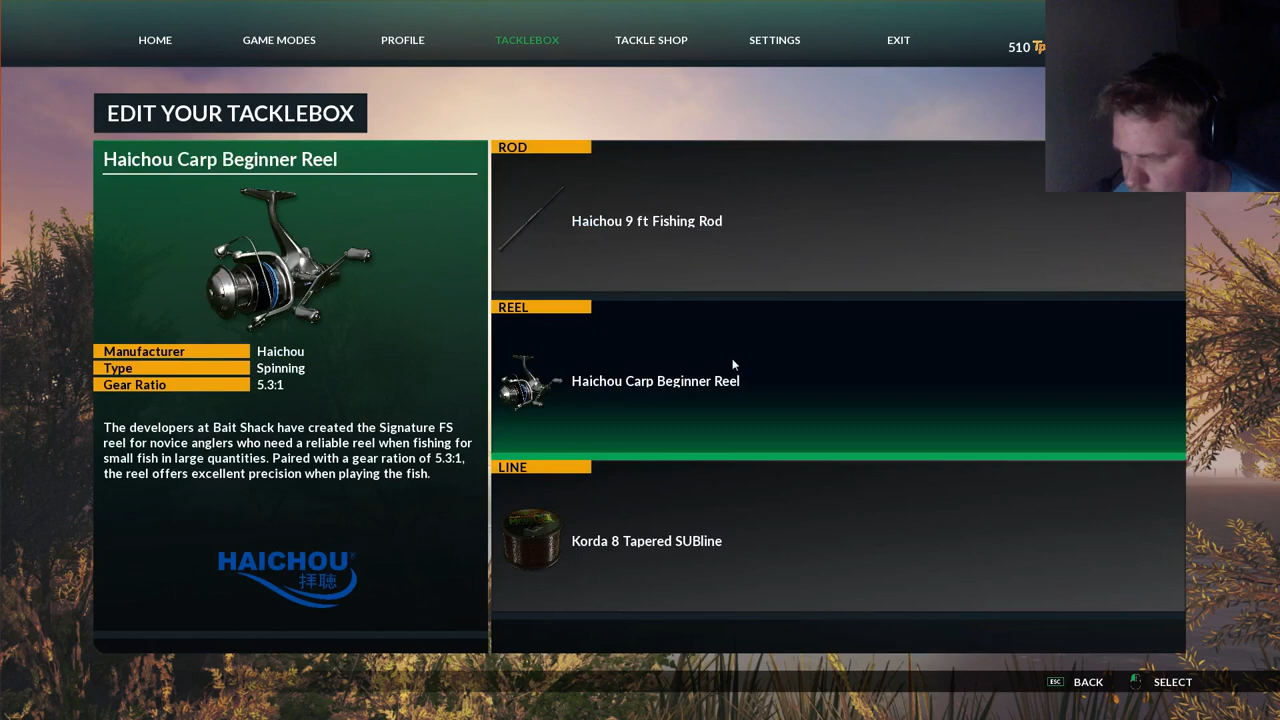 HOME GAME MODES PROFILE TACKLEBOX TACKLE SHOP SETTINGS EXIT 510 Tp
EDIT YOUR TACKLEBOX
Haichou Carp Beginner Reel
Manufacturer Haichou
Type Spinning
Gear Ratio 5.3:1
The developers at Bait Shack have created the Signature FS
reel for novice anglers who need a reliable reel when fishing for
small fish in large quantities. Paired with a gear ration of 5.3:1,
the reel offers excellent precision when playing the fish.
HAICHOU
拝聴
ROD
Haichou 9 ft Fishing Rod
REEL
Haichou Carp Beginner Reel
LINE
Korda 8 Tapered SUBline
ESC BACK SELECT